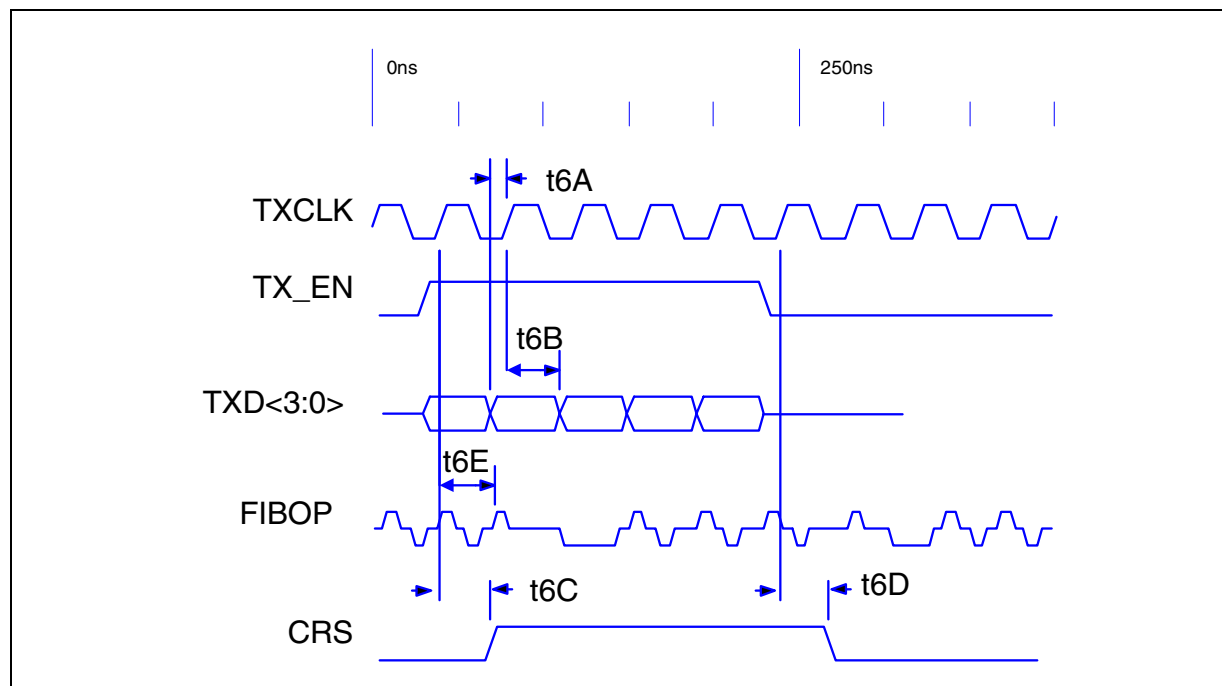 0ns
250ns
t6A
TXCLK
TX_EN
t6B
TXD<3:0>
t6E
FIBOP
t6C
t6D
CRS